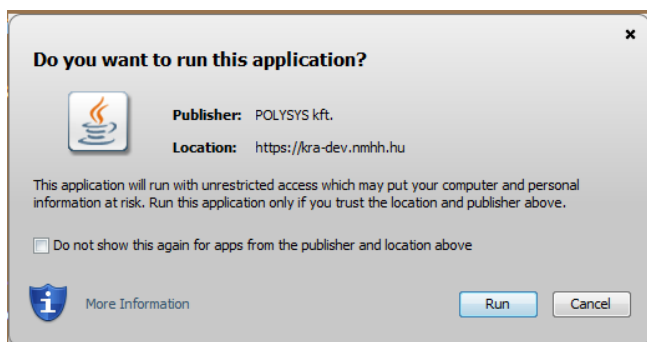 Do you want to run this application?
Publisher: POLYSYS kft.
Location: https://kra-dev.nmhh.hu
This application will run with unrestricted access which may put your computer and personal
information at risk. Run this application only if you trust the location and publisher above.
Do not show this again for apps from the publisher and location above
More Information
Run
Cancel